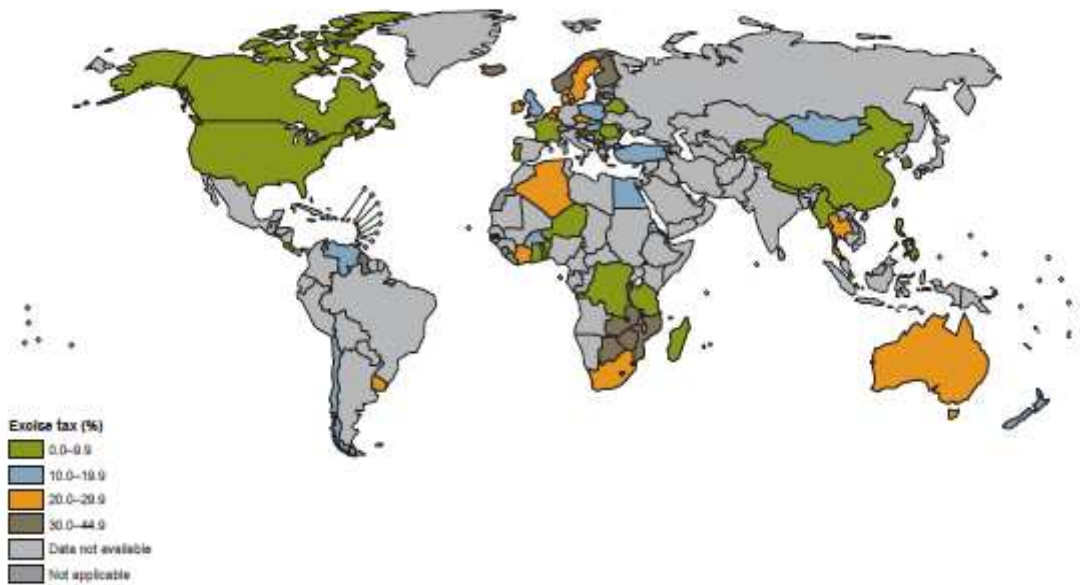 Excise tax (%)
0.0–9.9
10.0–19.9
20.0–29.9
30.0–44.9
Data not available
Not applicable